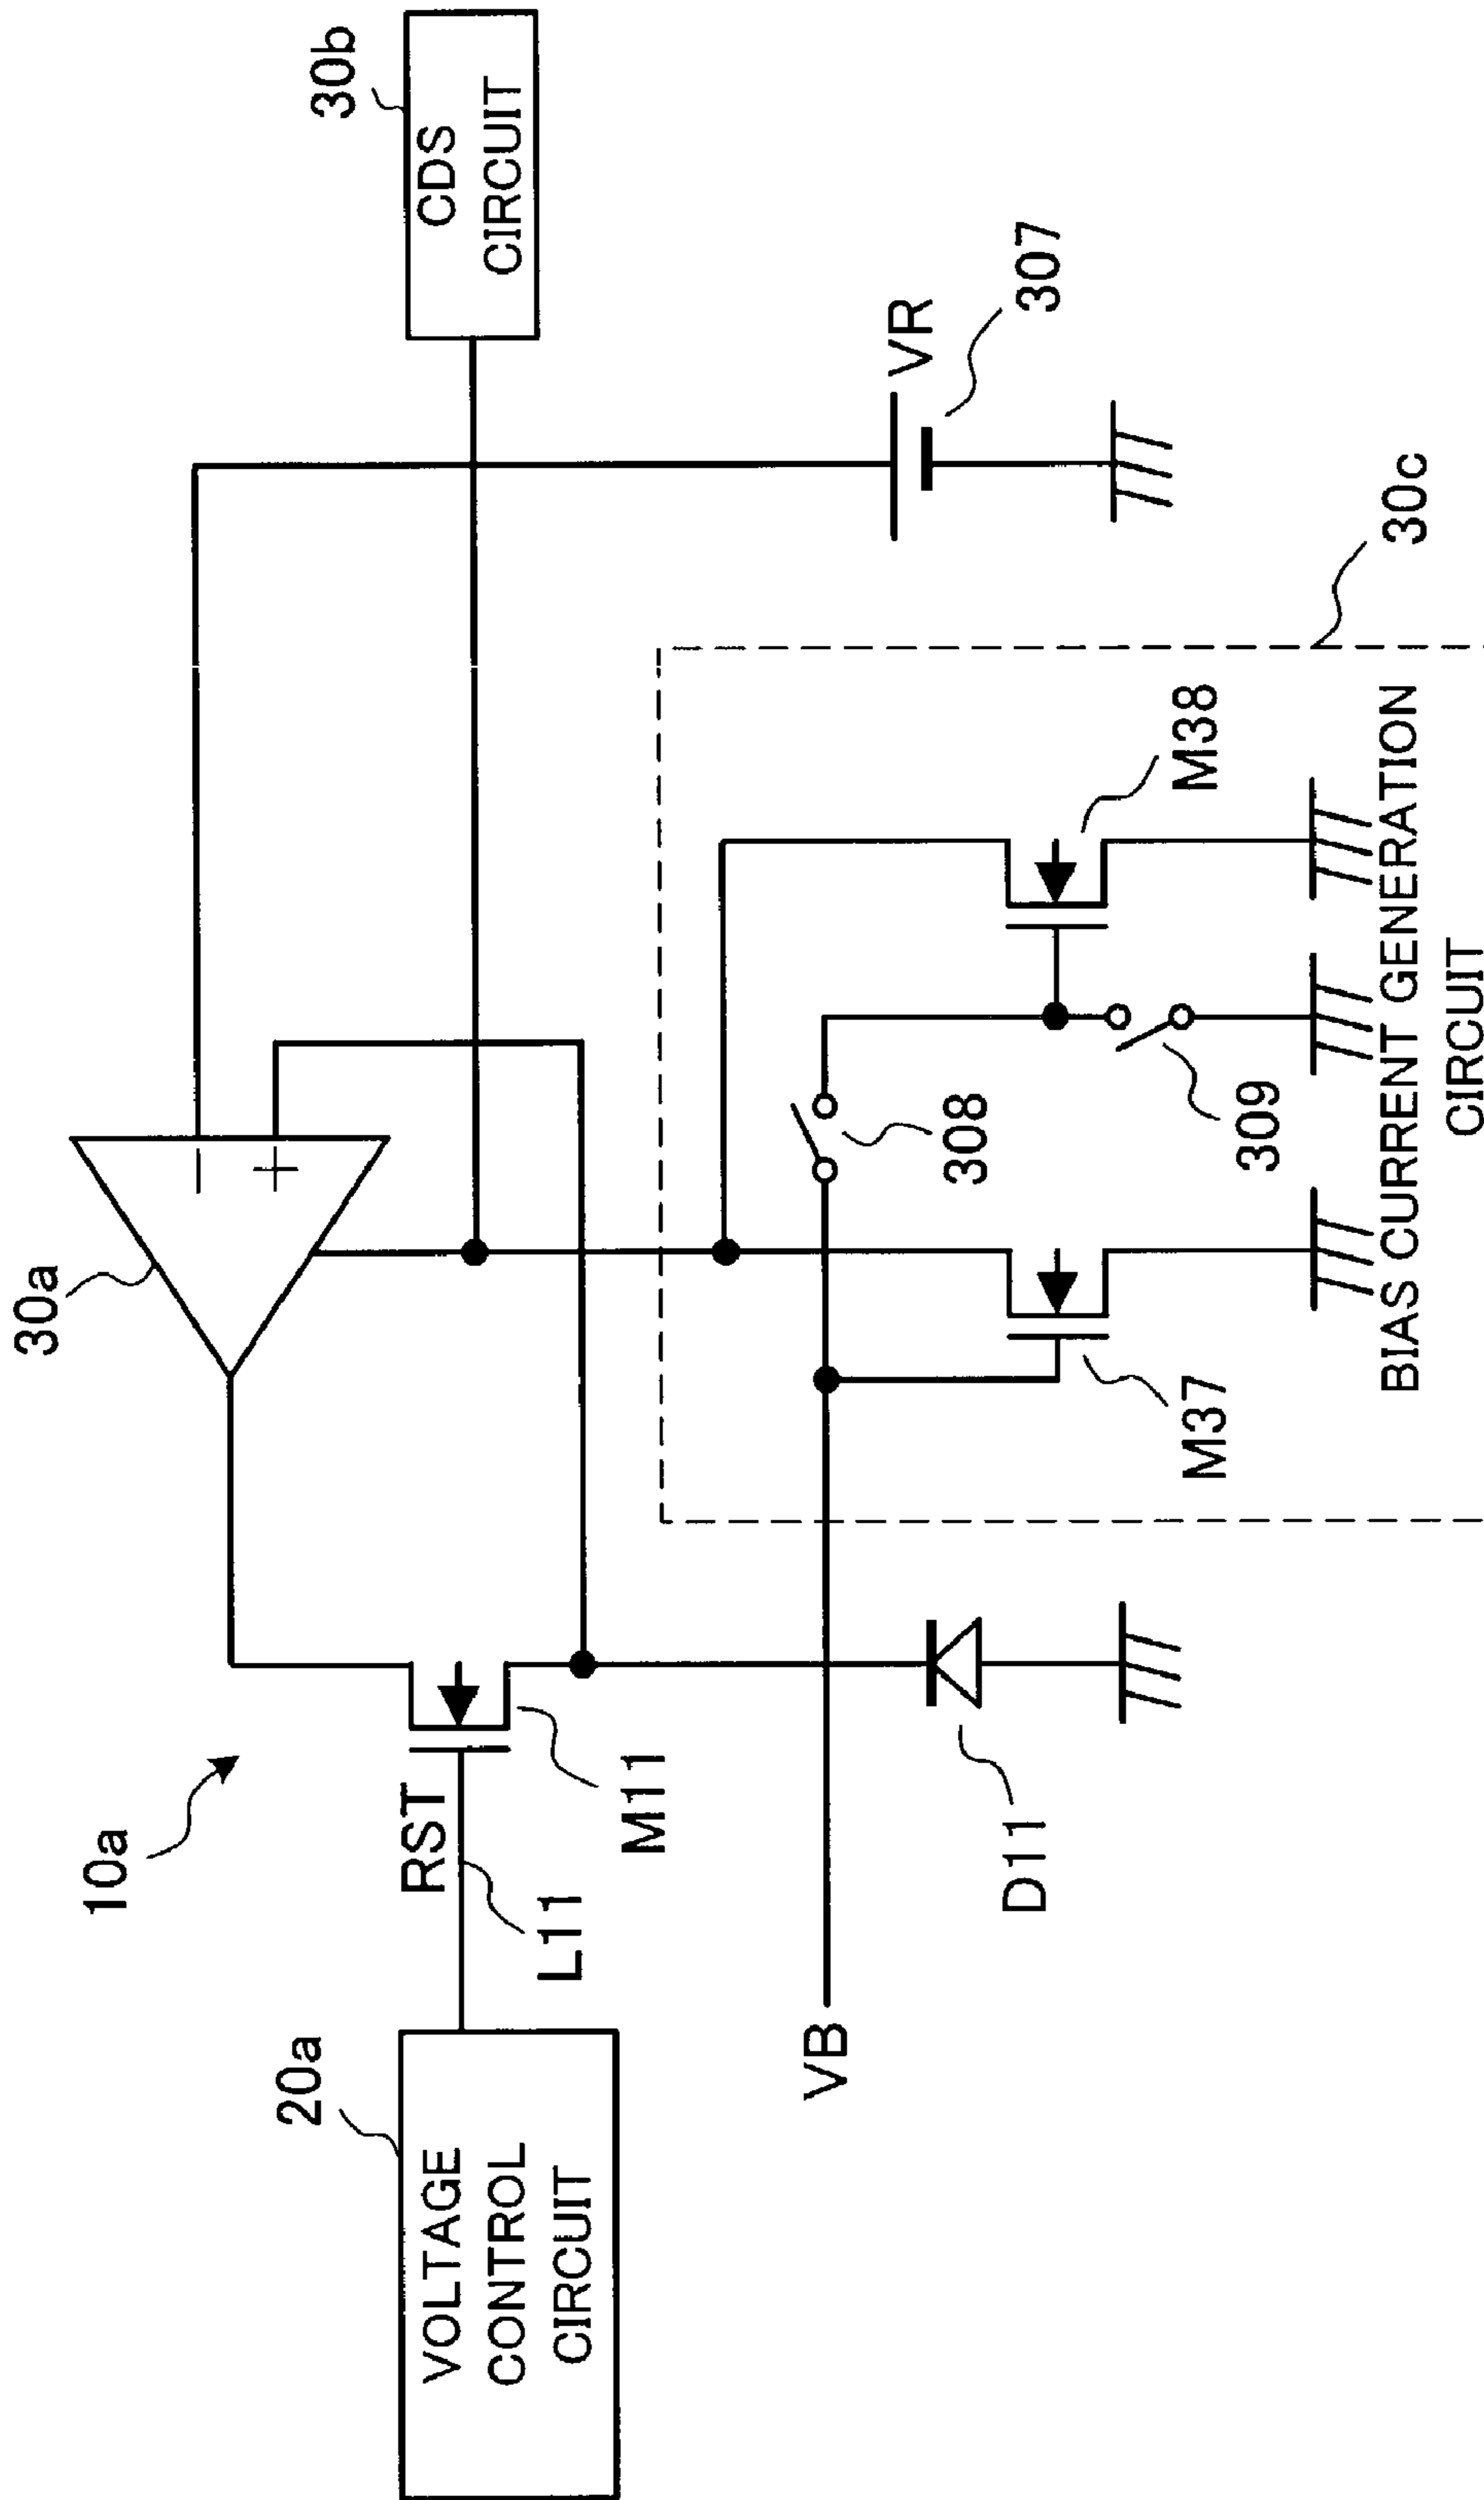 30a
10a
20a
VOLTAGE
CONTROL
CIRCUIT
RST
L11
M11
−
+
30b
CDS
CIRCUIT
VB
D11
VR
307
308
309
M37
M38
30c
BIAS CURRENT GENERATION
CIRCUIT